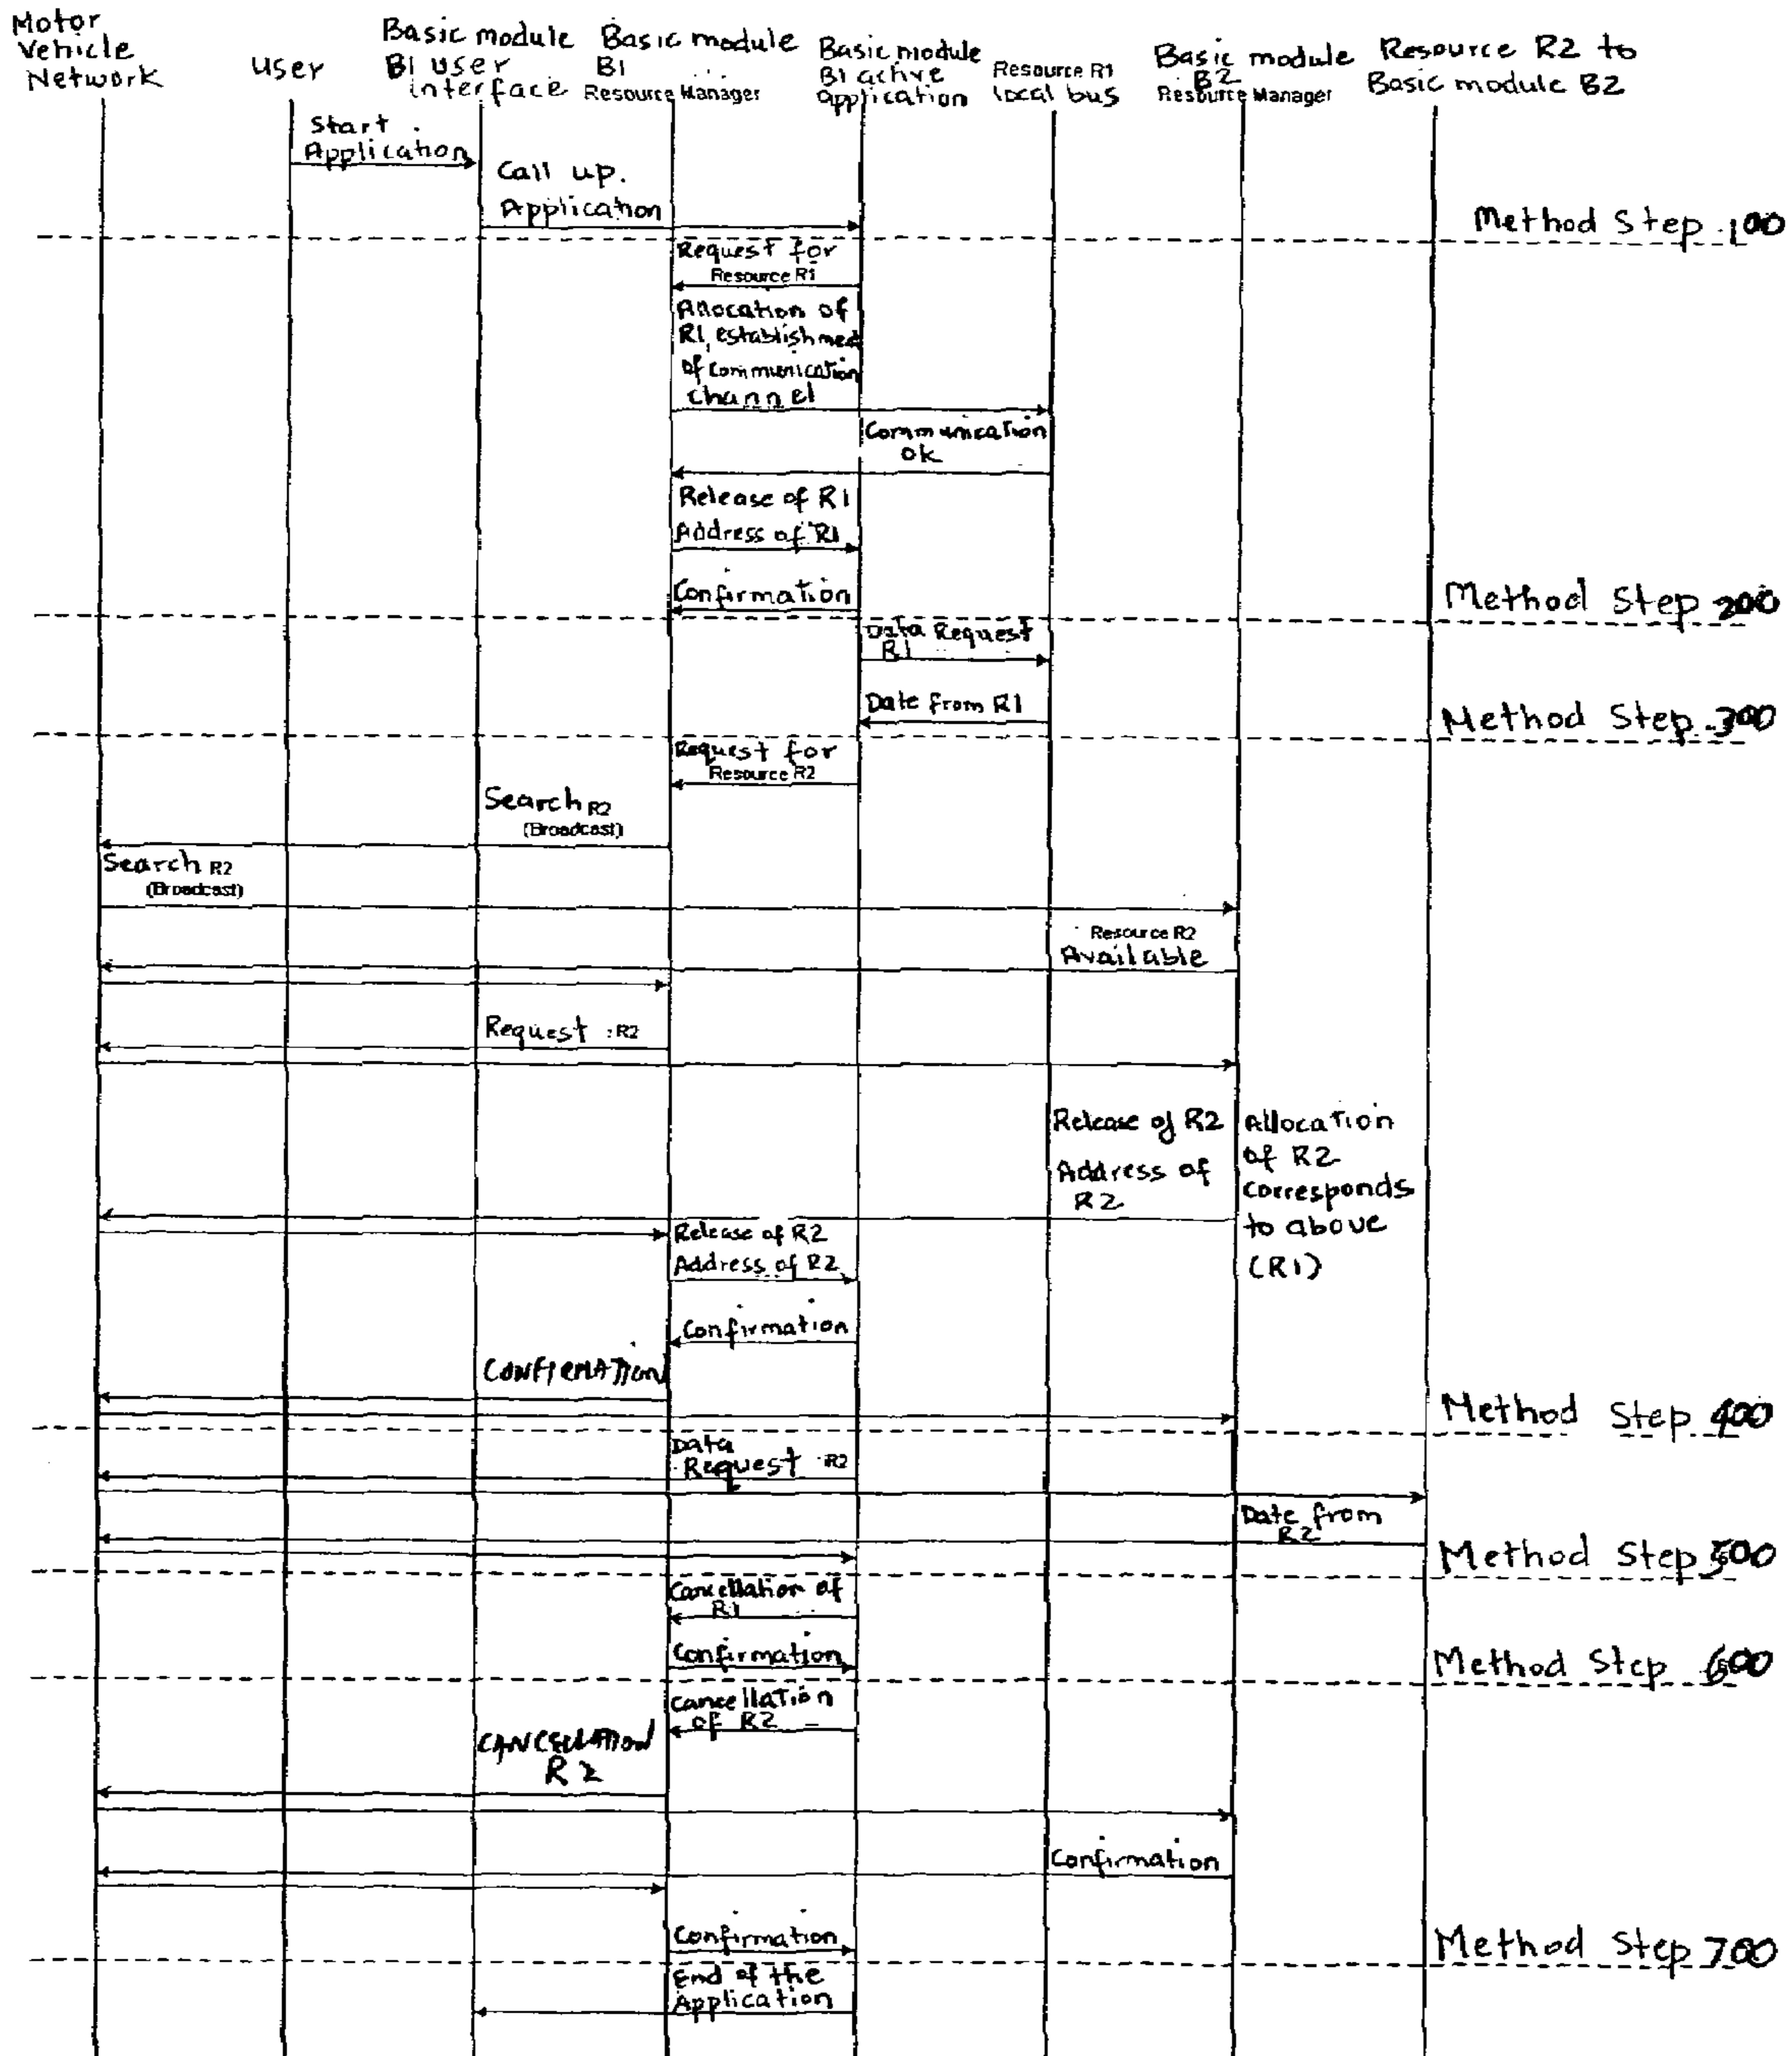 Motor
Vehicle
Network
User
Basic module
B1 user
interface
Basic module
B1
Resource Manager
Basic module
B1 active
application
Resource R1
local bus
Basic module
B2
Resource Manager
Resource R2 to
Basic module B2
Start
Application
Call up
Application
Method Step 100
Request for
Resource R1
Allocation of
R1, establishment
of communication
channel
Communication
ok
Release of R1
Address of R1
Confirmation
Method Step 200
Data Request
R1
Date from R1
Method Step 300
Request for
Resource R2
Search R2
(Broadcast)
Search R2
(Broadcast)
Resource R2
Available
Request R2
Release of R2
Address of
R2
Allocation
of R2
corresponds
to above
(R1)
Release of R2
Address of R2
Confirmation
CONFIRMATION
Method Step 400
Data
Request R2
Date from
R2
Method Step 500
Cancellation of
R1
Confirmation
Method Step 600
Cancellation
of R2
CANCELLATION
R2
Confirmation
Confirmation
Method Step 700
End of the
Application